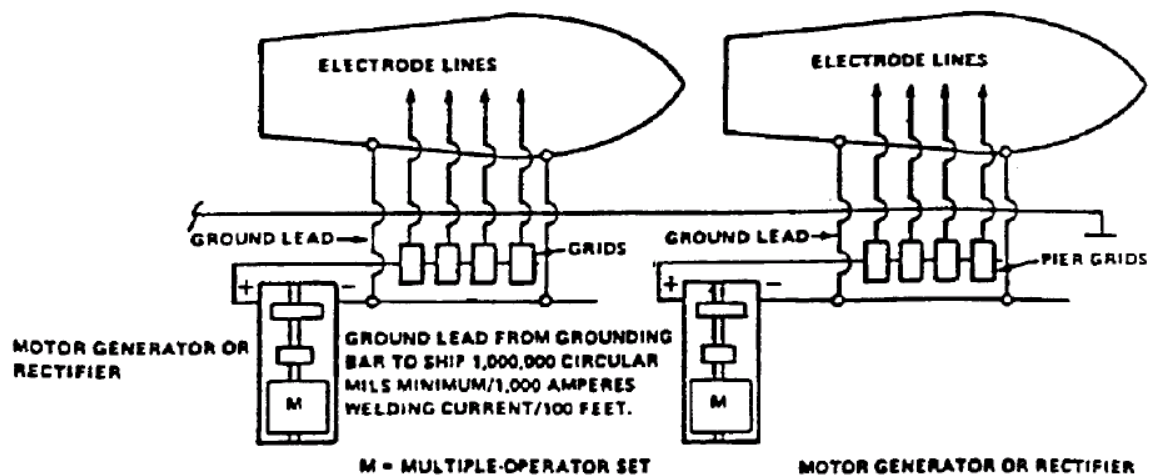 ELECTRODE LINES
ELECTRODE LINES
GROUND LEAD
GRIDS
GROUND LEAD
PIER GRIDS
+ -
+ -
MOTOR GENERATOR OR
RECTIFIER
GROUND LEAD FROM GROUNDING
BAR TO SHIP 1,000,000 CIRCULAR
MILS MINIMUM/1,000 AMPERES
WELDING CURRENT/100 FEET.
M
M
M = MULTIPLE-OPERATOR SET
MOTOR GENERATOR OR RECTIFIER